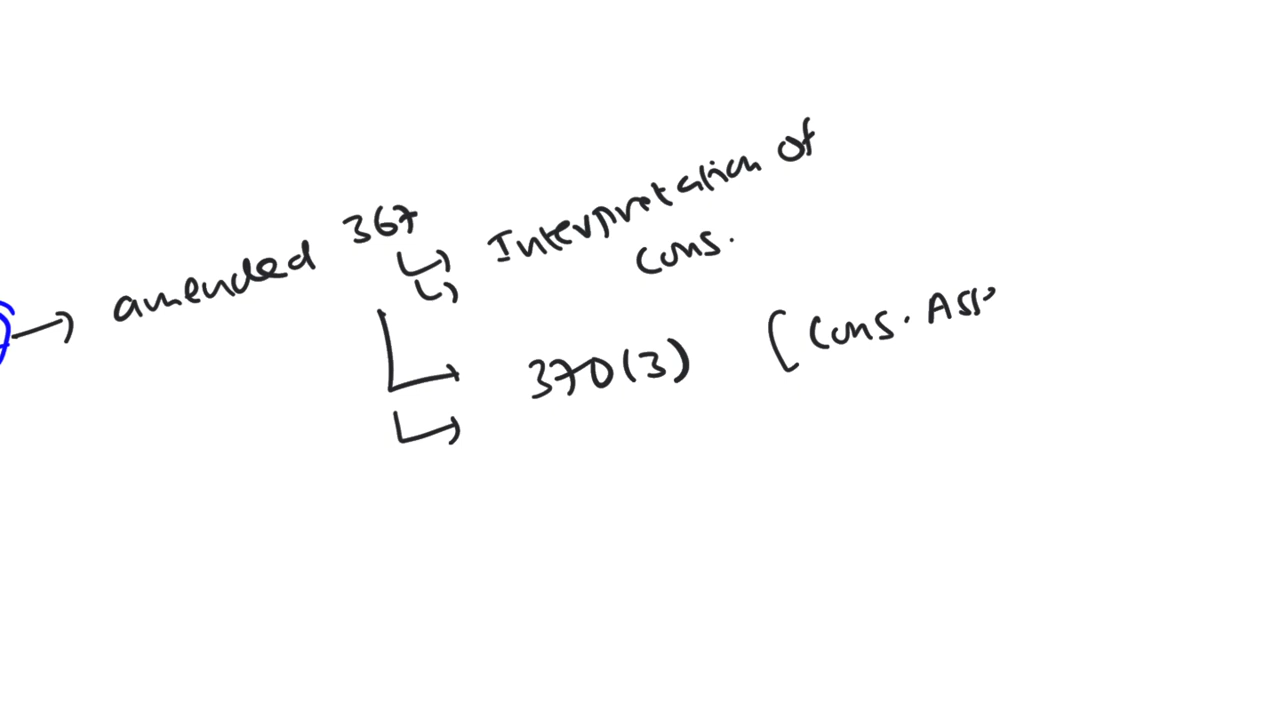 → amended 367
↳ Interpretation of
cons.
↳ 370(3) [Cons. Ass